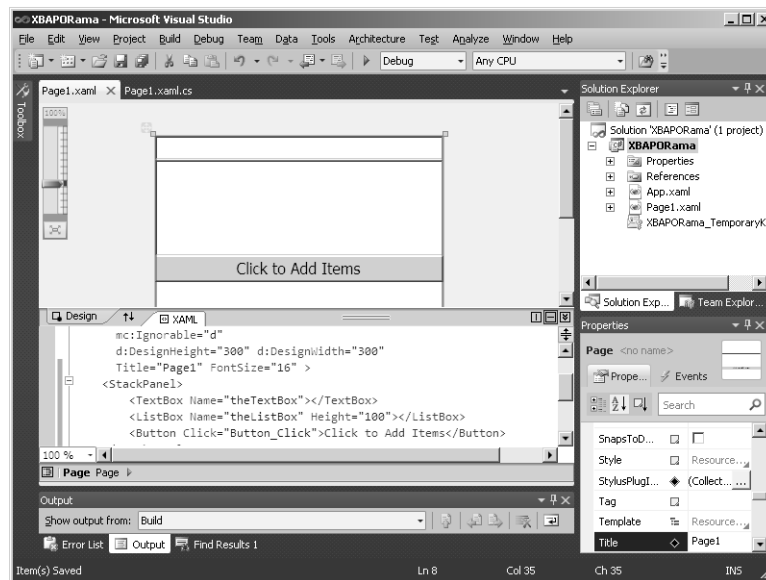 XBAPORama - Microsoft Visual Studio
File Edit View Project Build Debug Team Data Tools Architecture Test Analyze Window Help
Debug Any CPU
Toolbox
Page1.xaml Page1.xaml.cs
100%
Click to Add Items
Design XAML
mc:Ignorable="d"
d:DesignHeight="300" d:DesignWidth="300"
Title="Page1" FontSize="16" >
<StackPanel>
<TextBox Name="theTextBox"></TextBox>
<ListBox Name="theListBox" Height="100"></ListBox>
<Button Click="Button_Click">Click to Add Items</Button>
100 %
Page Page
Output
Show output from: Build
Error List Output Find Results 1
Solution Explorer
Solution 'XBAPORama' (1 project)
XBAPORama
Properties
References
App.xaml
Page1.xaml
XBAPORama_TemporaryK
Solution Exp... Team Explor...
Properties
Page <no name>
Prope... Events
Search
SnapsToD...
Style Resource...
StylusPlugI... (Collect... ...
Tag
Template Resource...
Title Page1
Item(s) Saved Ln 8 Col 35 Ch 35 INS